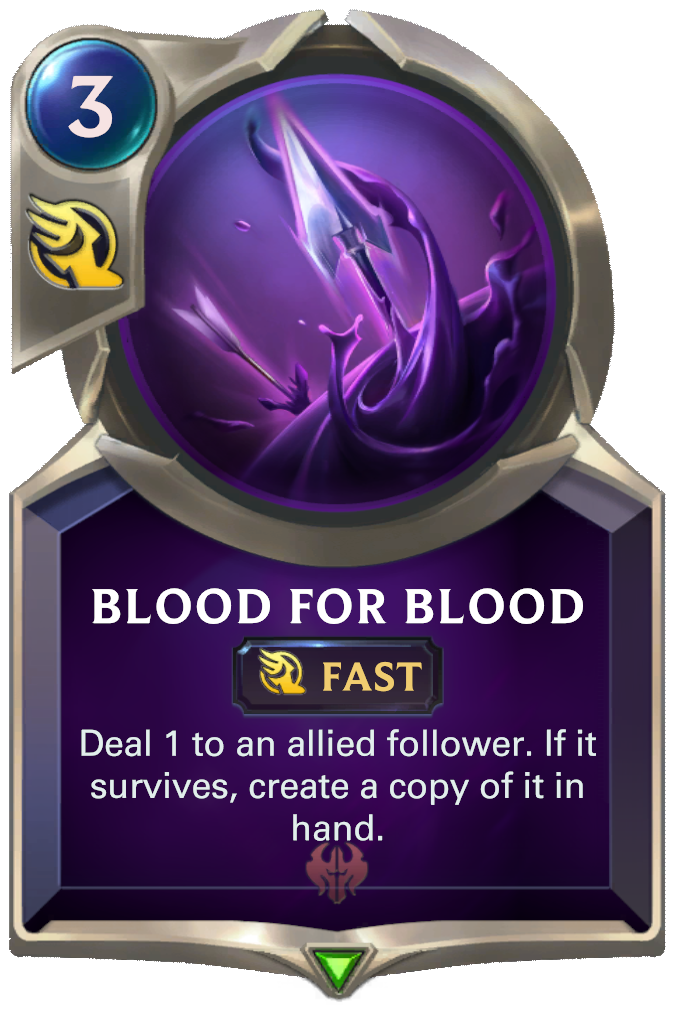 3
BLOOD FOR BLOOD
FAST
Deal 1 to an allied follower. If it
survives, create a copy of it in
hand.